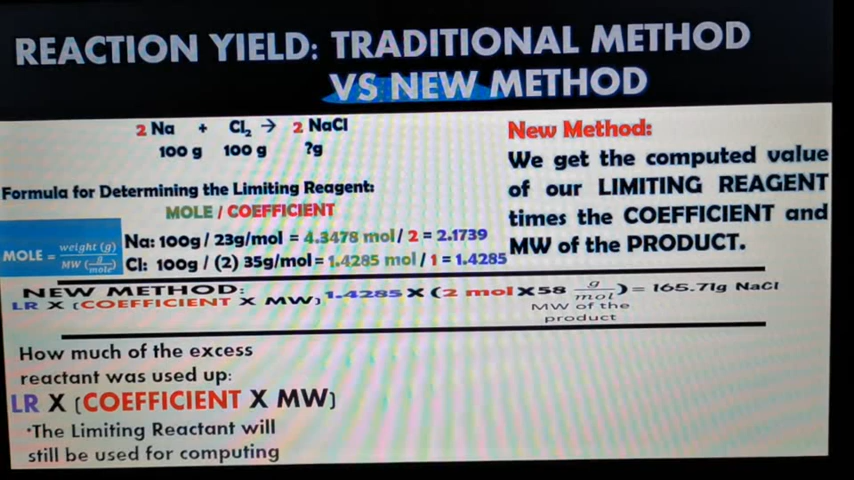 REACTION YIELD: TRADITIONAL METHOD
VS NEW METHOD
2 Na + Cl₂ → 2 NaCl
100 g 100 g ?g
New Method:
We get the computed value
of our LIMITING REAGENT
times the COEFFICIENT and
MW of the PRODUCT.
Formula for Determining the Limiting Reagent:
MOLE / COEFFICIENT
MOLE = weight (g) / MW (g/mole)
Na: 100g / 23g/mol = 4.3478 mol / 2 = 2.1739
Cl: 100g / (2) 35g/mol = 1.4285 mol / 1 = 1.4285
NEW METHOD:
LR X (COEFFICIENT X MW) 1.4285 X (2 mol X 58 g/mol) = 165.71g NaCl
MW of the
product
How much of the excess
reactant was used up:
LR X (COEFFICIENT X MW)
•The Limiting Reactant will
still be used for computing